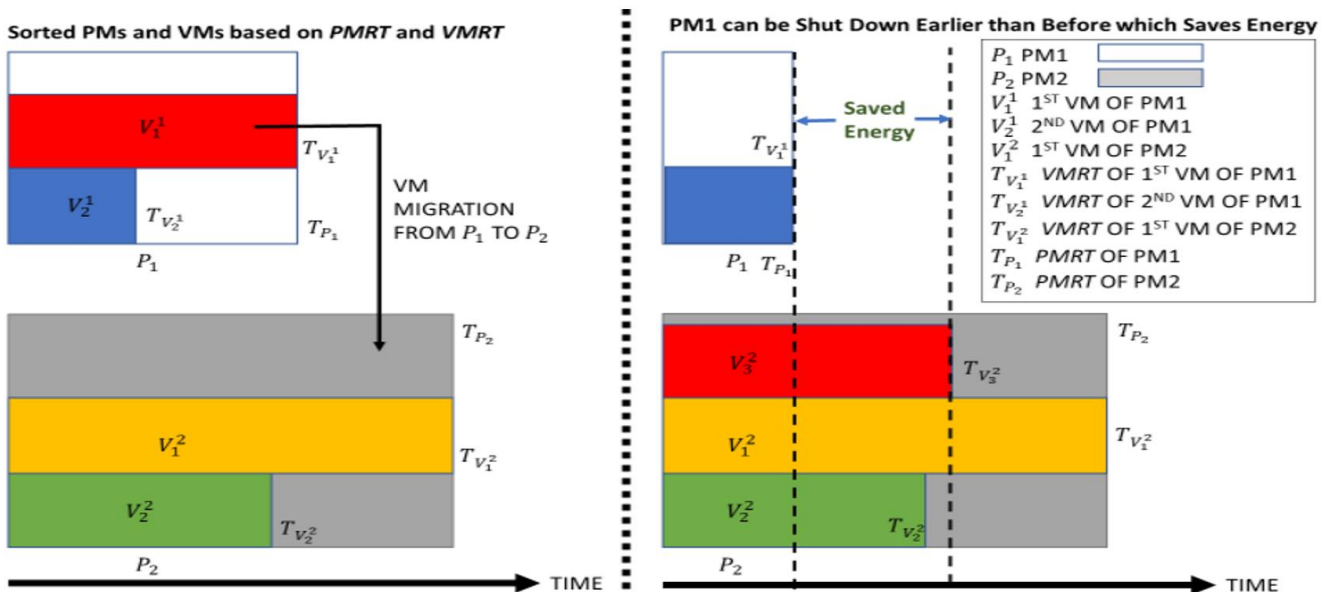 Sorted PMs and VMs based on PMRT and VMRT
V₁¹
T_{V₁¹}
V₂¹
T_{V₂¹}
T_{P₁}
P₁
VM
MIGRATION
FROM P₁ TO P₂
T_{P₂}
V₁²
T_{V₁²}
V₂²
T_{V₂²}
P₂
TIME
PM1 can be Shut Down Earlier than Before which Saves Energy
P₁ PM1
P₂ PM2
V₁¹ 1ST VM OF PM1
V₂¹ 2ND VM OF PM1
V₁² 1ST VM OF PM2
T_{V₁¹} VMRT OF 1ST VM OF PM1
T_{V₂¹} VMRT OF 2ND VM OF PM1
T_{V₁²} VMRT OF 1ST VM OF PM2
T_{P₁} PMRT OF PM1
T_{P₂} PMRT OF PM2
Saved
Energy
T_{V₁¹}
P₁ T_{P₁}
T_{P₂}
V₃²
T_{V₃²}
V₁²
T_{V₁²}
V₂²
T_{V₂²}
P₂
TIME